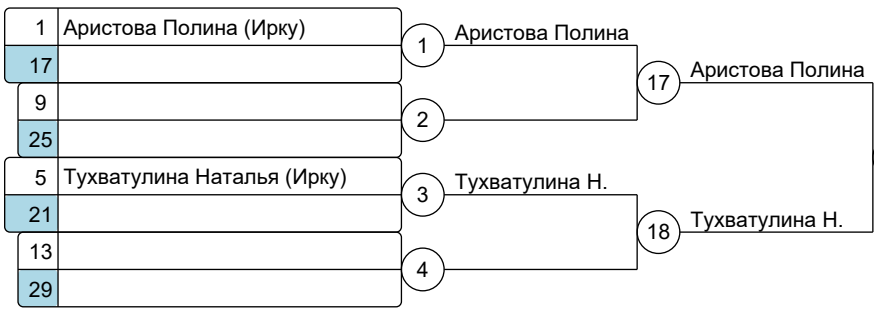 1 Аристова Полина (Ирку)
17
1 Аристова Полина
9
25
2
17 Аристова Полина
5 Тухватулина Наталья (Ирку)
21
3 Тухватулина Н.
13
29
4
18 Тухватулина Н.